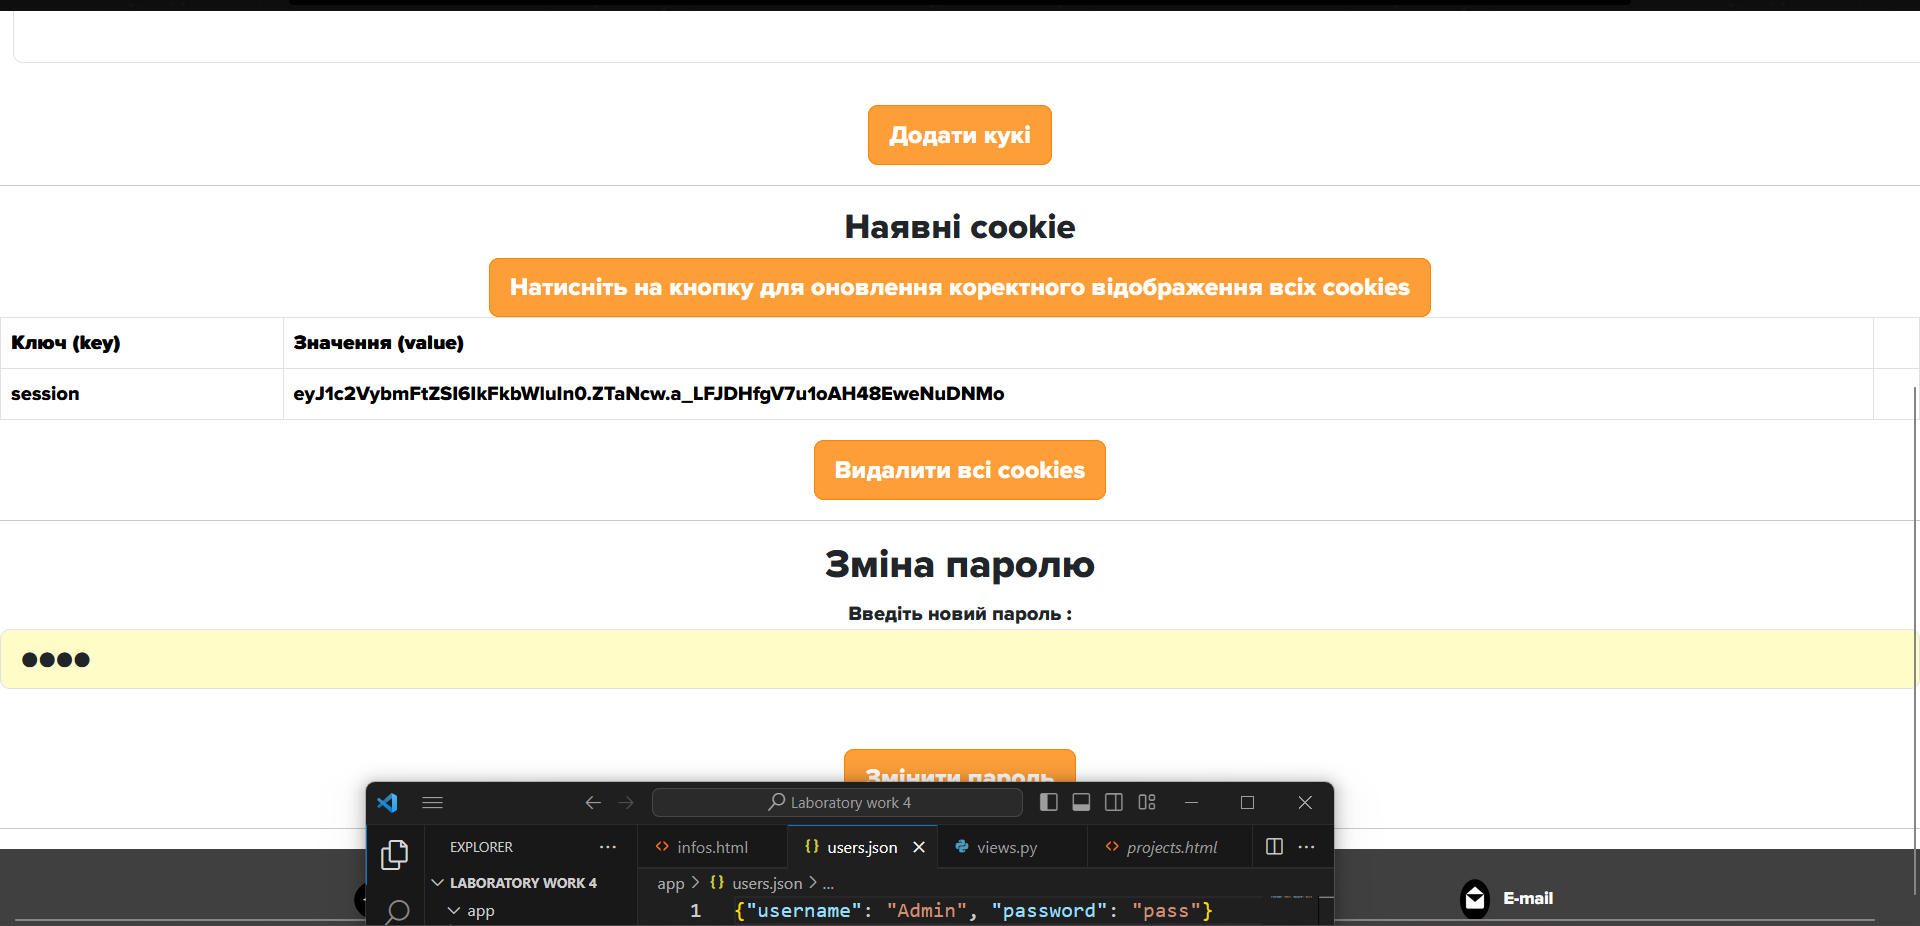 Додати кукі
Наявні cookie
Натисніть на кнопку для оновлення коректного відображення всіх cookies
Ключ (key) Значення (value)
session eyJ1c2VybmFtZSI6IkFkbWluIn0.ZTaNcw.a_LFJDHfgV7u1oAH48EweNuDNMo
Видалити всі cookies
Зміна паролю
Введіть новий пароль :
Змінити пароль
Laboratory work 4
EXPLORER
infos.html users.json views.py projects.html
LABORATORY WORK 4
app > users.json > ...
app
1 {"username": "Admin", "password": "pass"}
E-mail